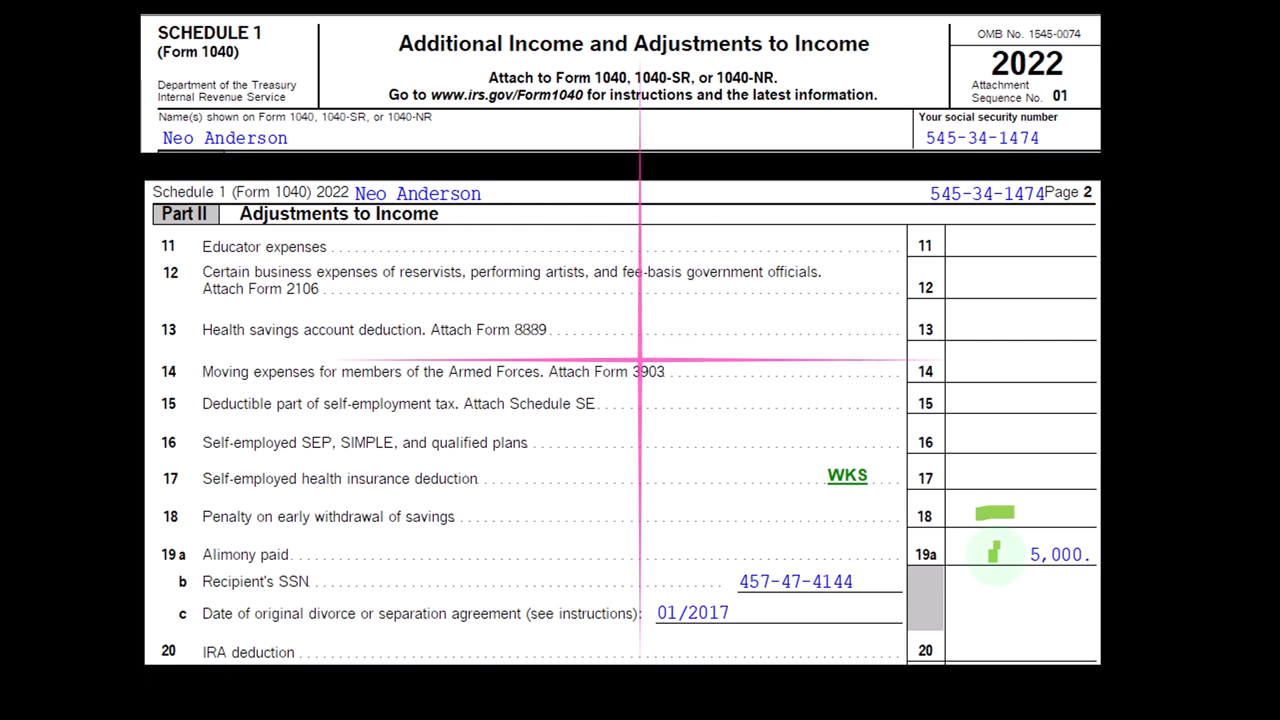 SCHEDULE 1
(Form 1040)
Department of the Treasury
Internal Revenue Service
Additional Income and Adjustments to Income
Attach to Form 1040, 1040-SR, or 1040-NR.
Go to www.irs.gov/Form1040 for instructions and the latest information.
OMB No. 1545-0074
2022
Attachment
Sequence No. 01
Name(s) shown on Form 1040, 1040-SR, or 1040-NR
Neo Anderson
Your social security number
545-34-1474
Schedule 1 (Form 1040) 2022 Neo Anderson 545-34-1474 Page 2
Part II Adjustments to Income
11 Educator expenses 11
12 Certain business expenses of reservists, performing artists, and fee-basis government officials.
Attach Form 2106 12
13 Health savings account deduction. Attach Form 8889 13
14 Moving expenses for members of the Armed Forces. Attach Form 3903 14
15 Deductible part of self-employment tax. Attach Schedule SE 15
16 Self-employed SEP, SIMPLE, and qualified plans 16
17 Self-employed health insurance deduction WKS 17
18 Penalty on early withdrawal of savings 18
19a Alimony paid 19a 5,000.
b Recipient's SSN 457-47-4144
c Date of original divorce or separation agreement (see instructions): 01/2017
20 IRA deduction 20